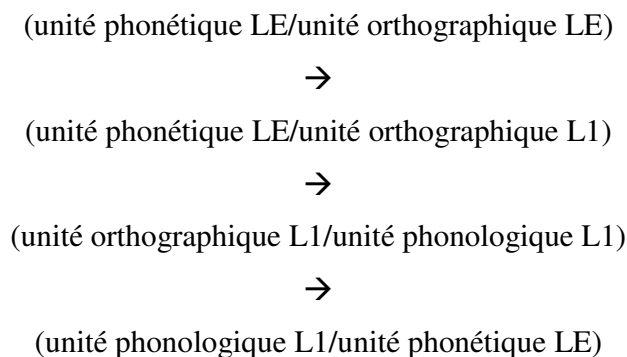 (unité phonétique LE/unité orthographique LE)
→
(unité phonétique LE/unité orthographique L1)
→
(unité orthographique L1/unité phonologique L1)
→
(unité phonologique L1/unité phonétique LE)